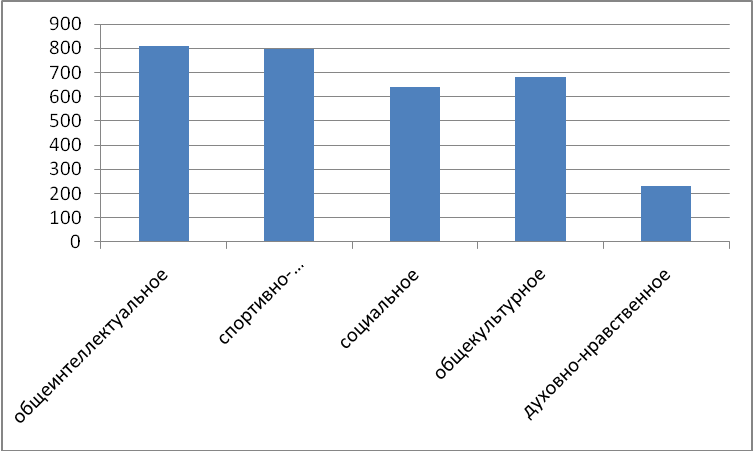 900
800
700
600
500
400
300
200
100
0
общеинтеллектуальное
спортивно-...
социальное
общекультурное
духовно-нравственное